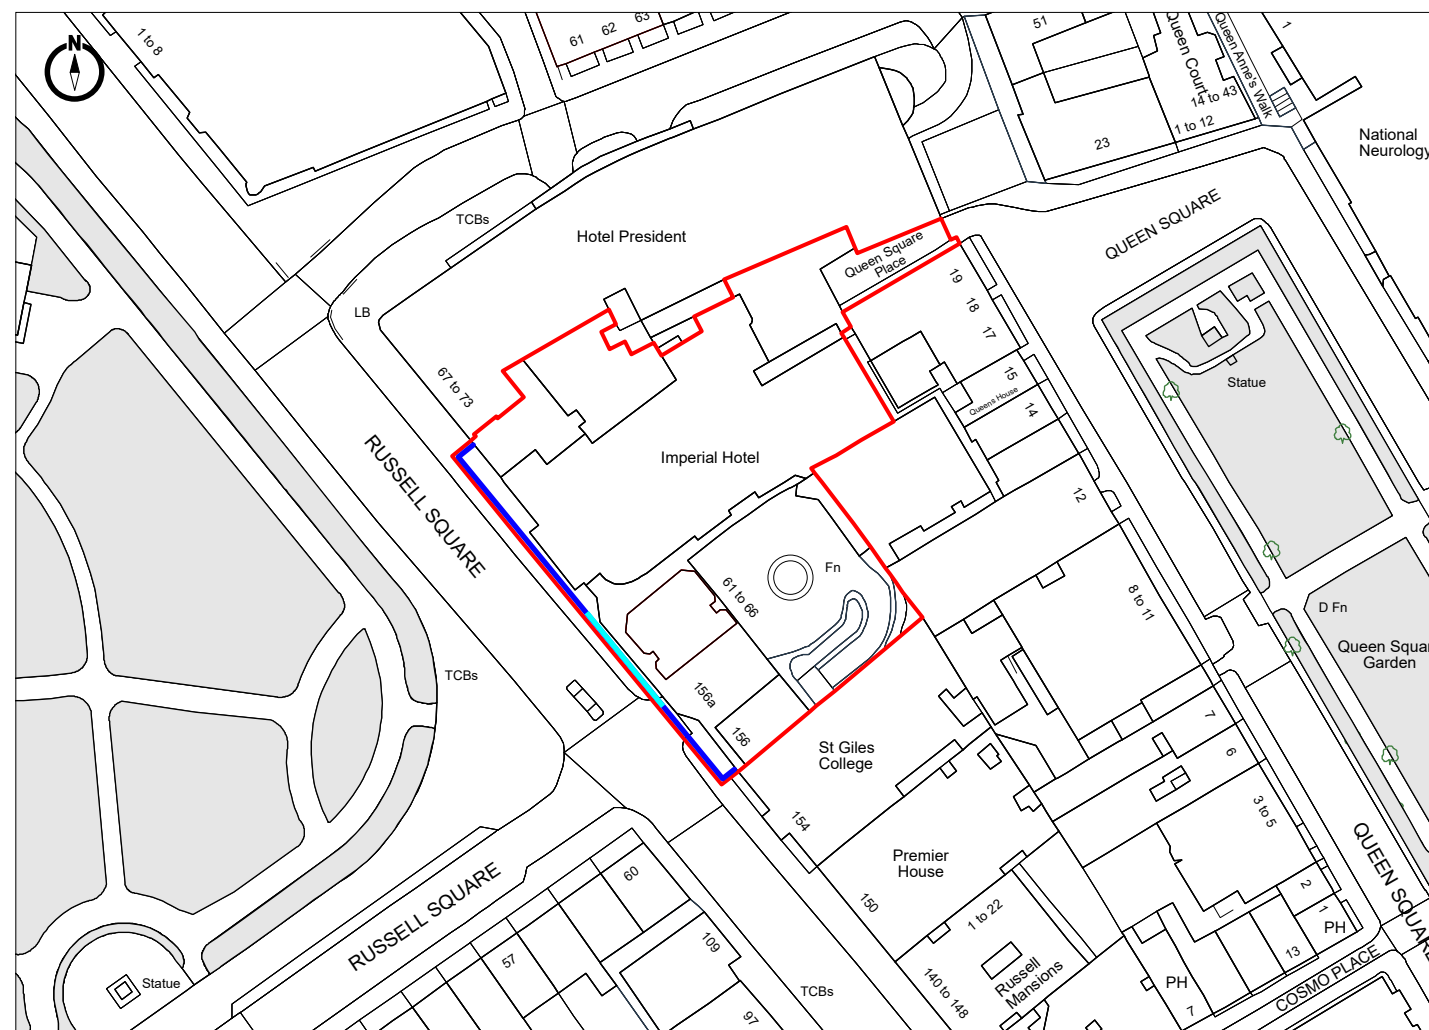 N
1 to 8
61
62
63
51
Queen Court
Queen Anne's Walk
1
14 to 43
1 to 12
23
National
Neurology
TCBs
Hotel President
Queen Square
Place
QUEEN SQUARE
LB
19
18
17
15
Queens House
14
Statue
67 to 73
RUSSELL SQUARE
Imperial Hotel
12
61 to 66
Fn
8 to 11
D Fn
Queen Squar
Garden
TCBs
156a
156
St Giles
College
7
6
3 to 5
154
Premier
House
150
QUEEN SQUARE
2
1
PH
RUSSELL SQUARE
60
57
109
1 to 22
Russell
Mansions
140 to 148
13
PH
7
COSMO PLACE
Statue
TCBs
97